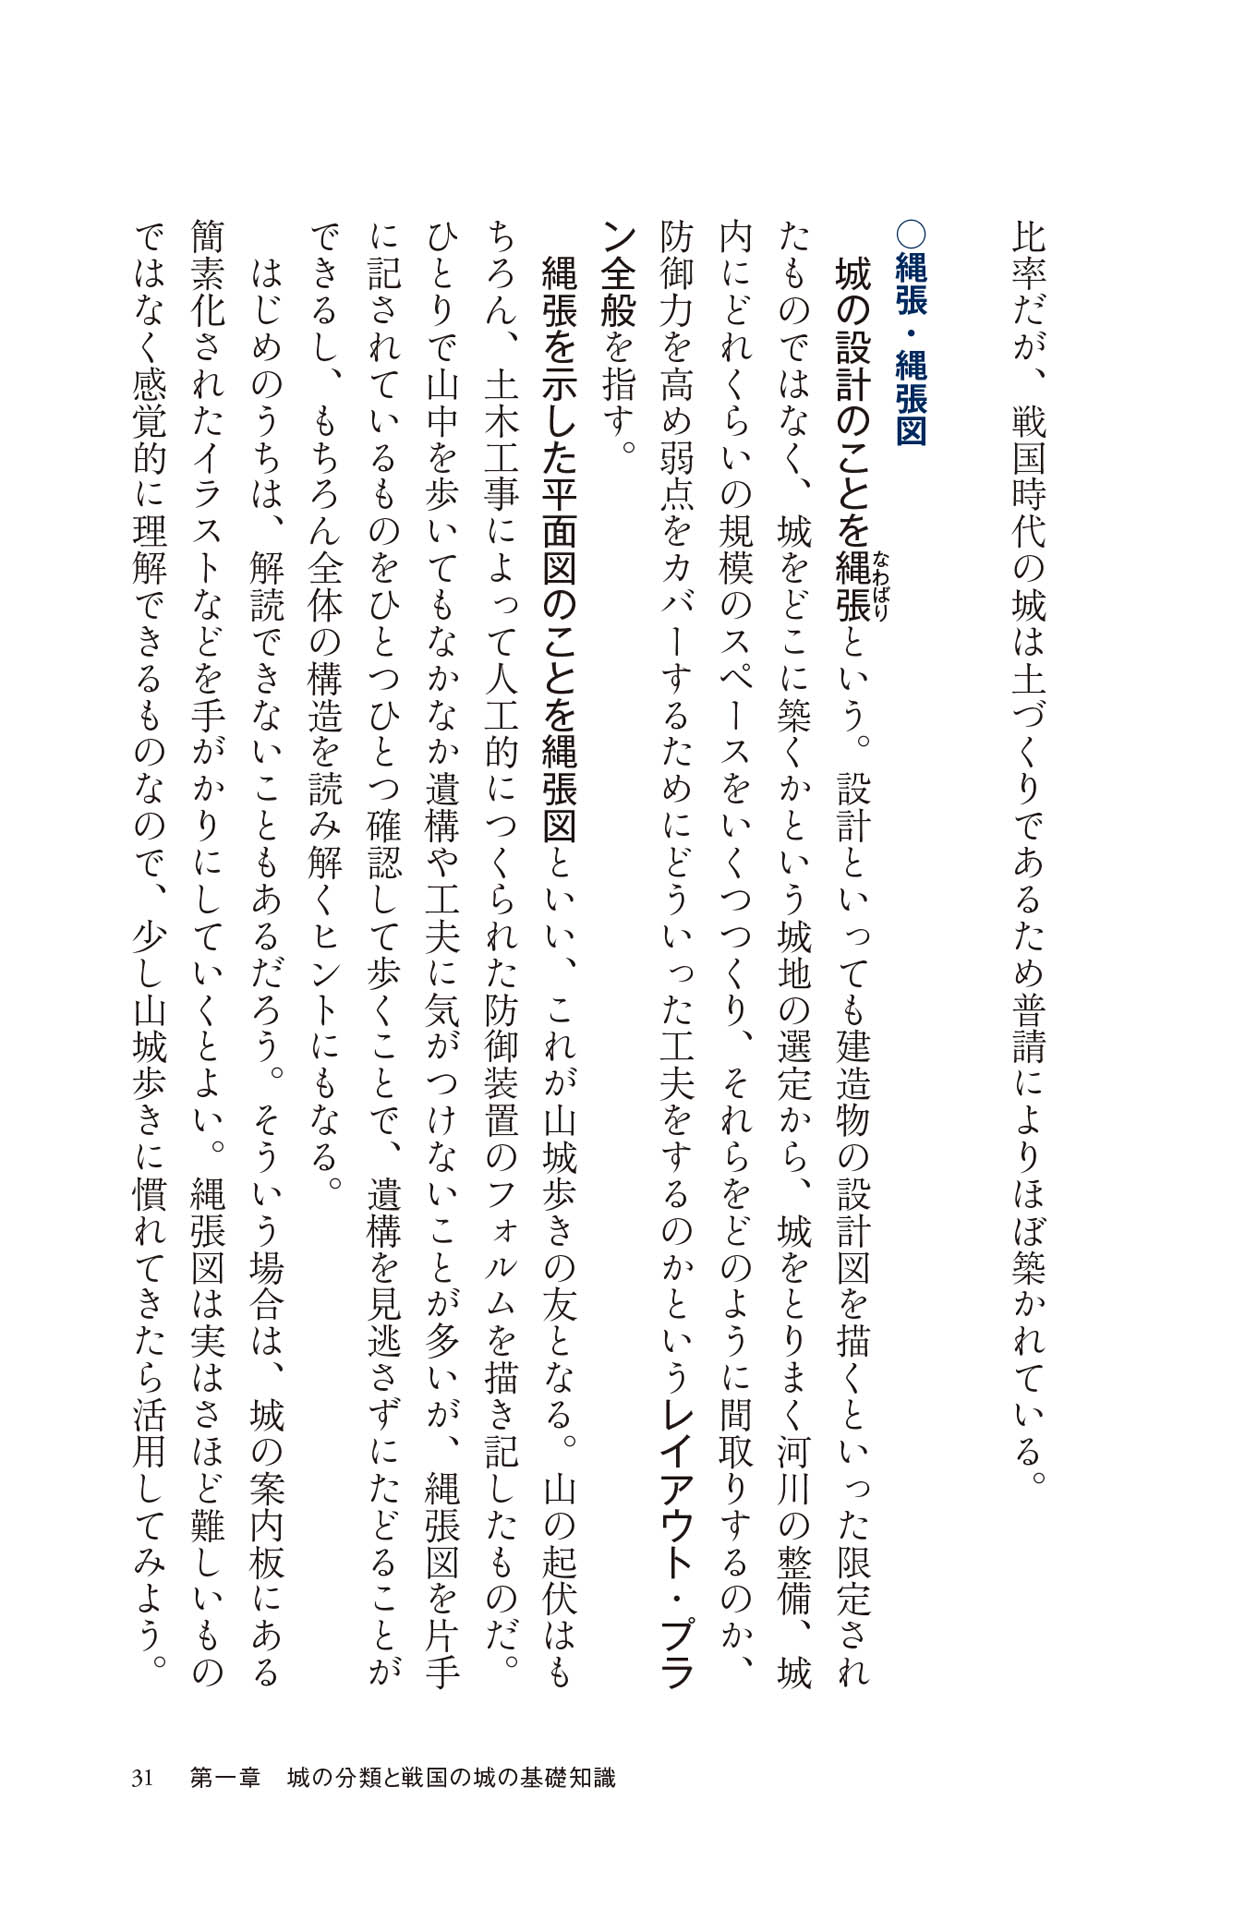 比率だが、戦国時代の城は土づくりであるため普請によりほぼ築かれている。
○縄張・縄張図
城の設計のことを縄張という。設計といっても建造物の設計図を描くといった限定され
なわばり
たものではなく、城をどこに築くかという城地の選定から、城をとりまく河川の整備、城
内にどれくらいの規模のスペースをいくつつくり、それらをどのように間取りするのか、
防御力を高め弱点をカバーするためにどういった工夫をするのかというレイアウト・プラ
ン全般を指す。
縄張を示した平面図のことを縄張図といい、これが山城歩きの友となる。山の起伏はも
ちろん、土木工事によって人工的につくられた防御装置のフォルムを描き記したものだ。
ひとりで山中を歩いてもなかなか遺構や工夫に気がつけないことが多いが、縄張図を片手
に記されているものをひとつひとつ確認して歩くことで、遺構を見逃さずにたどることが
できるし、もちろん全体の構造を読み解くヒントにもなる。
はじめのうちは、解読できないこともあるだろう。そういう場合は、城の案内板にある
簡素化されたイラストなどを手がかりにしていくとよい。縄張図は実はさほど難しいもの
ではなく感覚的に理解できるものなので、少し山城歩きに慣れてきたら活用してみよう。
31 第一章 城の分類と戦国の城の基礎知識